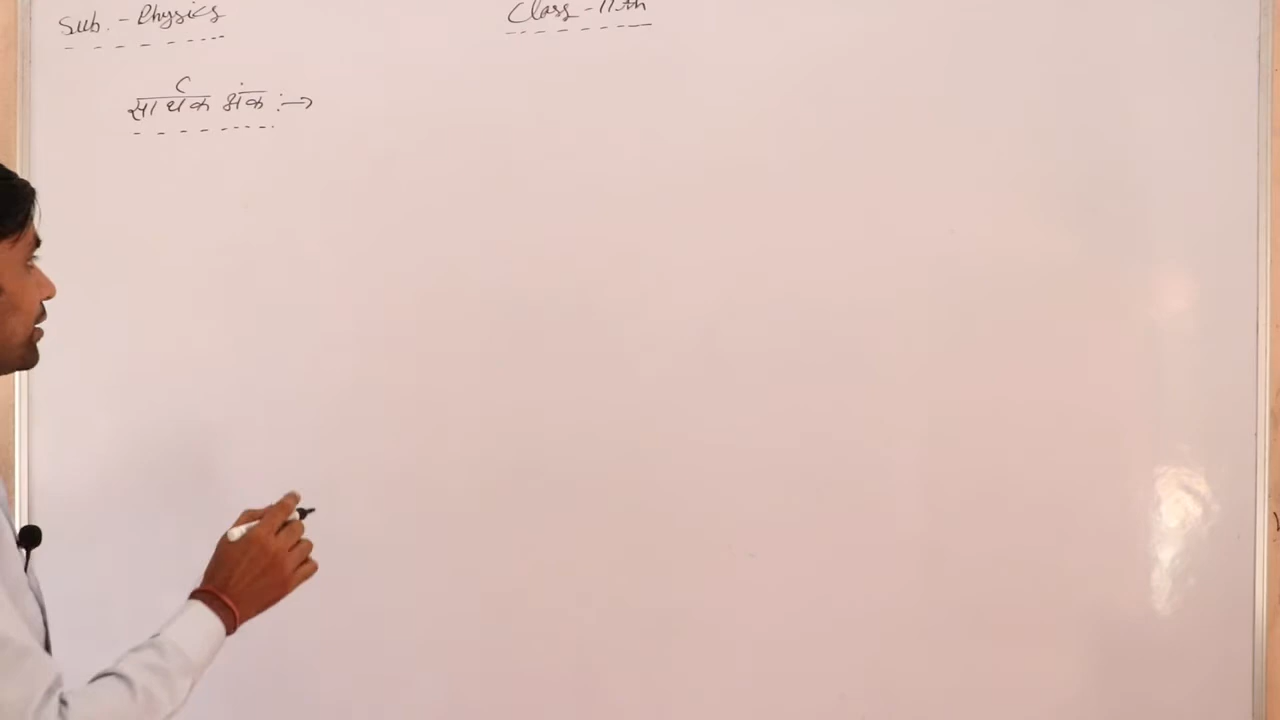 Sub. - Physics
Class - 11th
सार्थक अंक :→